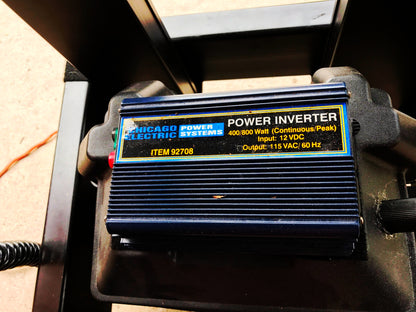 CHICAGO ELECTRIC POWER SYSTEMS
POWER INVERTER
400/800 Watt (Continuous/Peak)
Input: 12 VDC
Output: 115 VAC/60 Hz
ITEM 92708